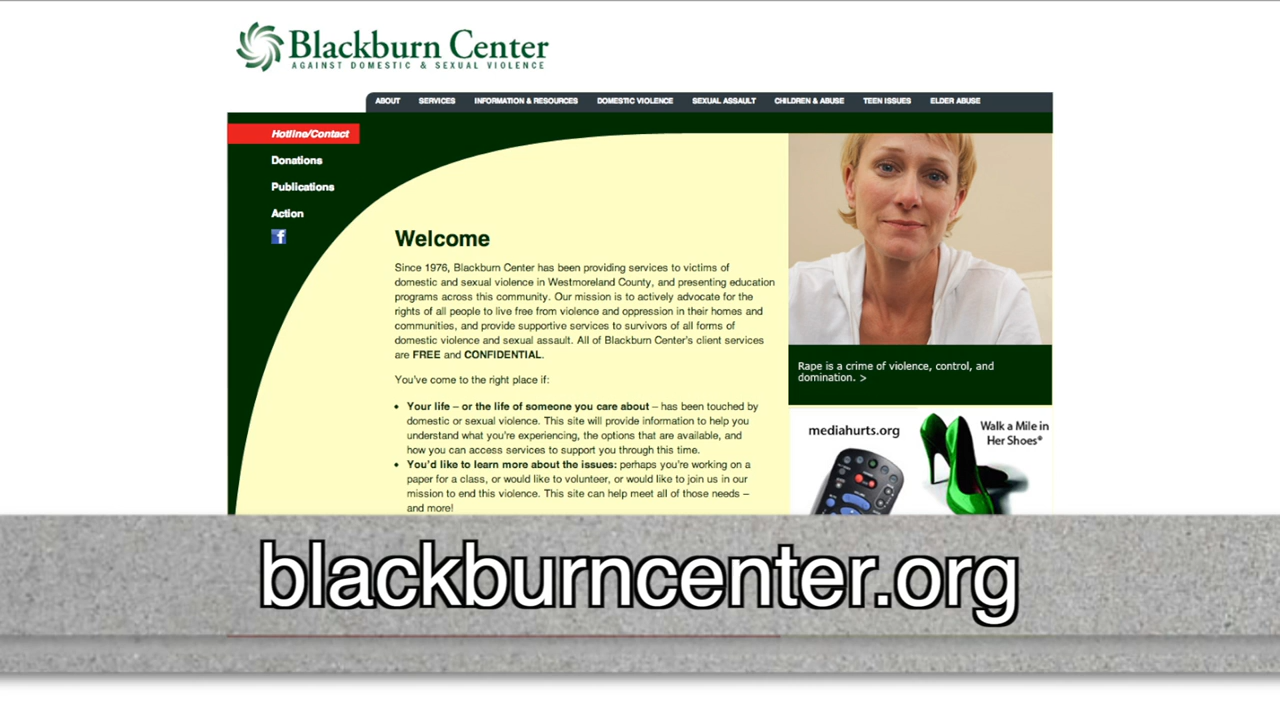 Blackburn Center
AGAINST DOMESTIC & SEXUAL VIOLENCE
ABOUT SERVICES INFORMATION & RESOURCES DOMESTIC VIOLENCE SEXUAL ASSAULT CHILDREN & ABUSE TEEN ISSUES ELDER ABUSE
Hotline/Contact
Donations
Publications
Action
f
Welcome
Since 1976, Blackburn Center has been providing services to victims of
domestic and sexual violence in Westmoreland County, and presenting education
programs across this community. Our mission is to actively advocate for the
rights of all people to live free from violence and oppression in their homes and
communities, and provide supportive services to survivors of all forms of
domestic violence and sexual assault. All of Blackburn Center's client services
are FREE and CONFIDENTIAL.
You've come to the right place if:
• Your life – or the life of someone you care about – has been touched by
domestic or sexual violence. This site will provide information to help you
understand what you're experiencing, the options that are available, and
how you can access services to support you through this time.
• You'd like to learn more about the issues: perhaps you're working on a
paper for a class, or would like to volunteer, or would like to join us in our
mission to end this violence. This site can help meet all of those needs –
and more!
Rape is a crime of violence, control, and
domination. >
mediahurts.org
Walk a Mile in
Her Shoes®
blackburncenter.org